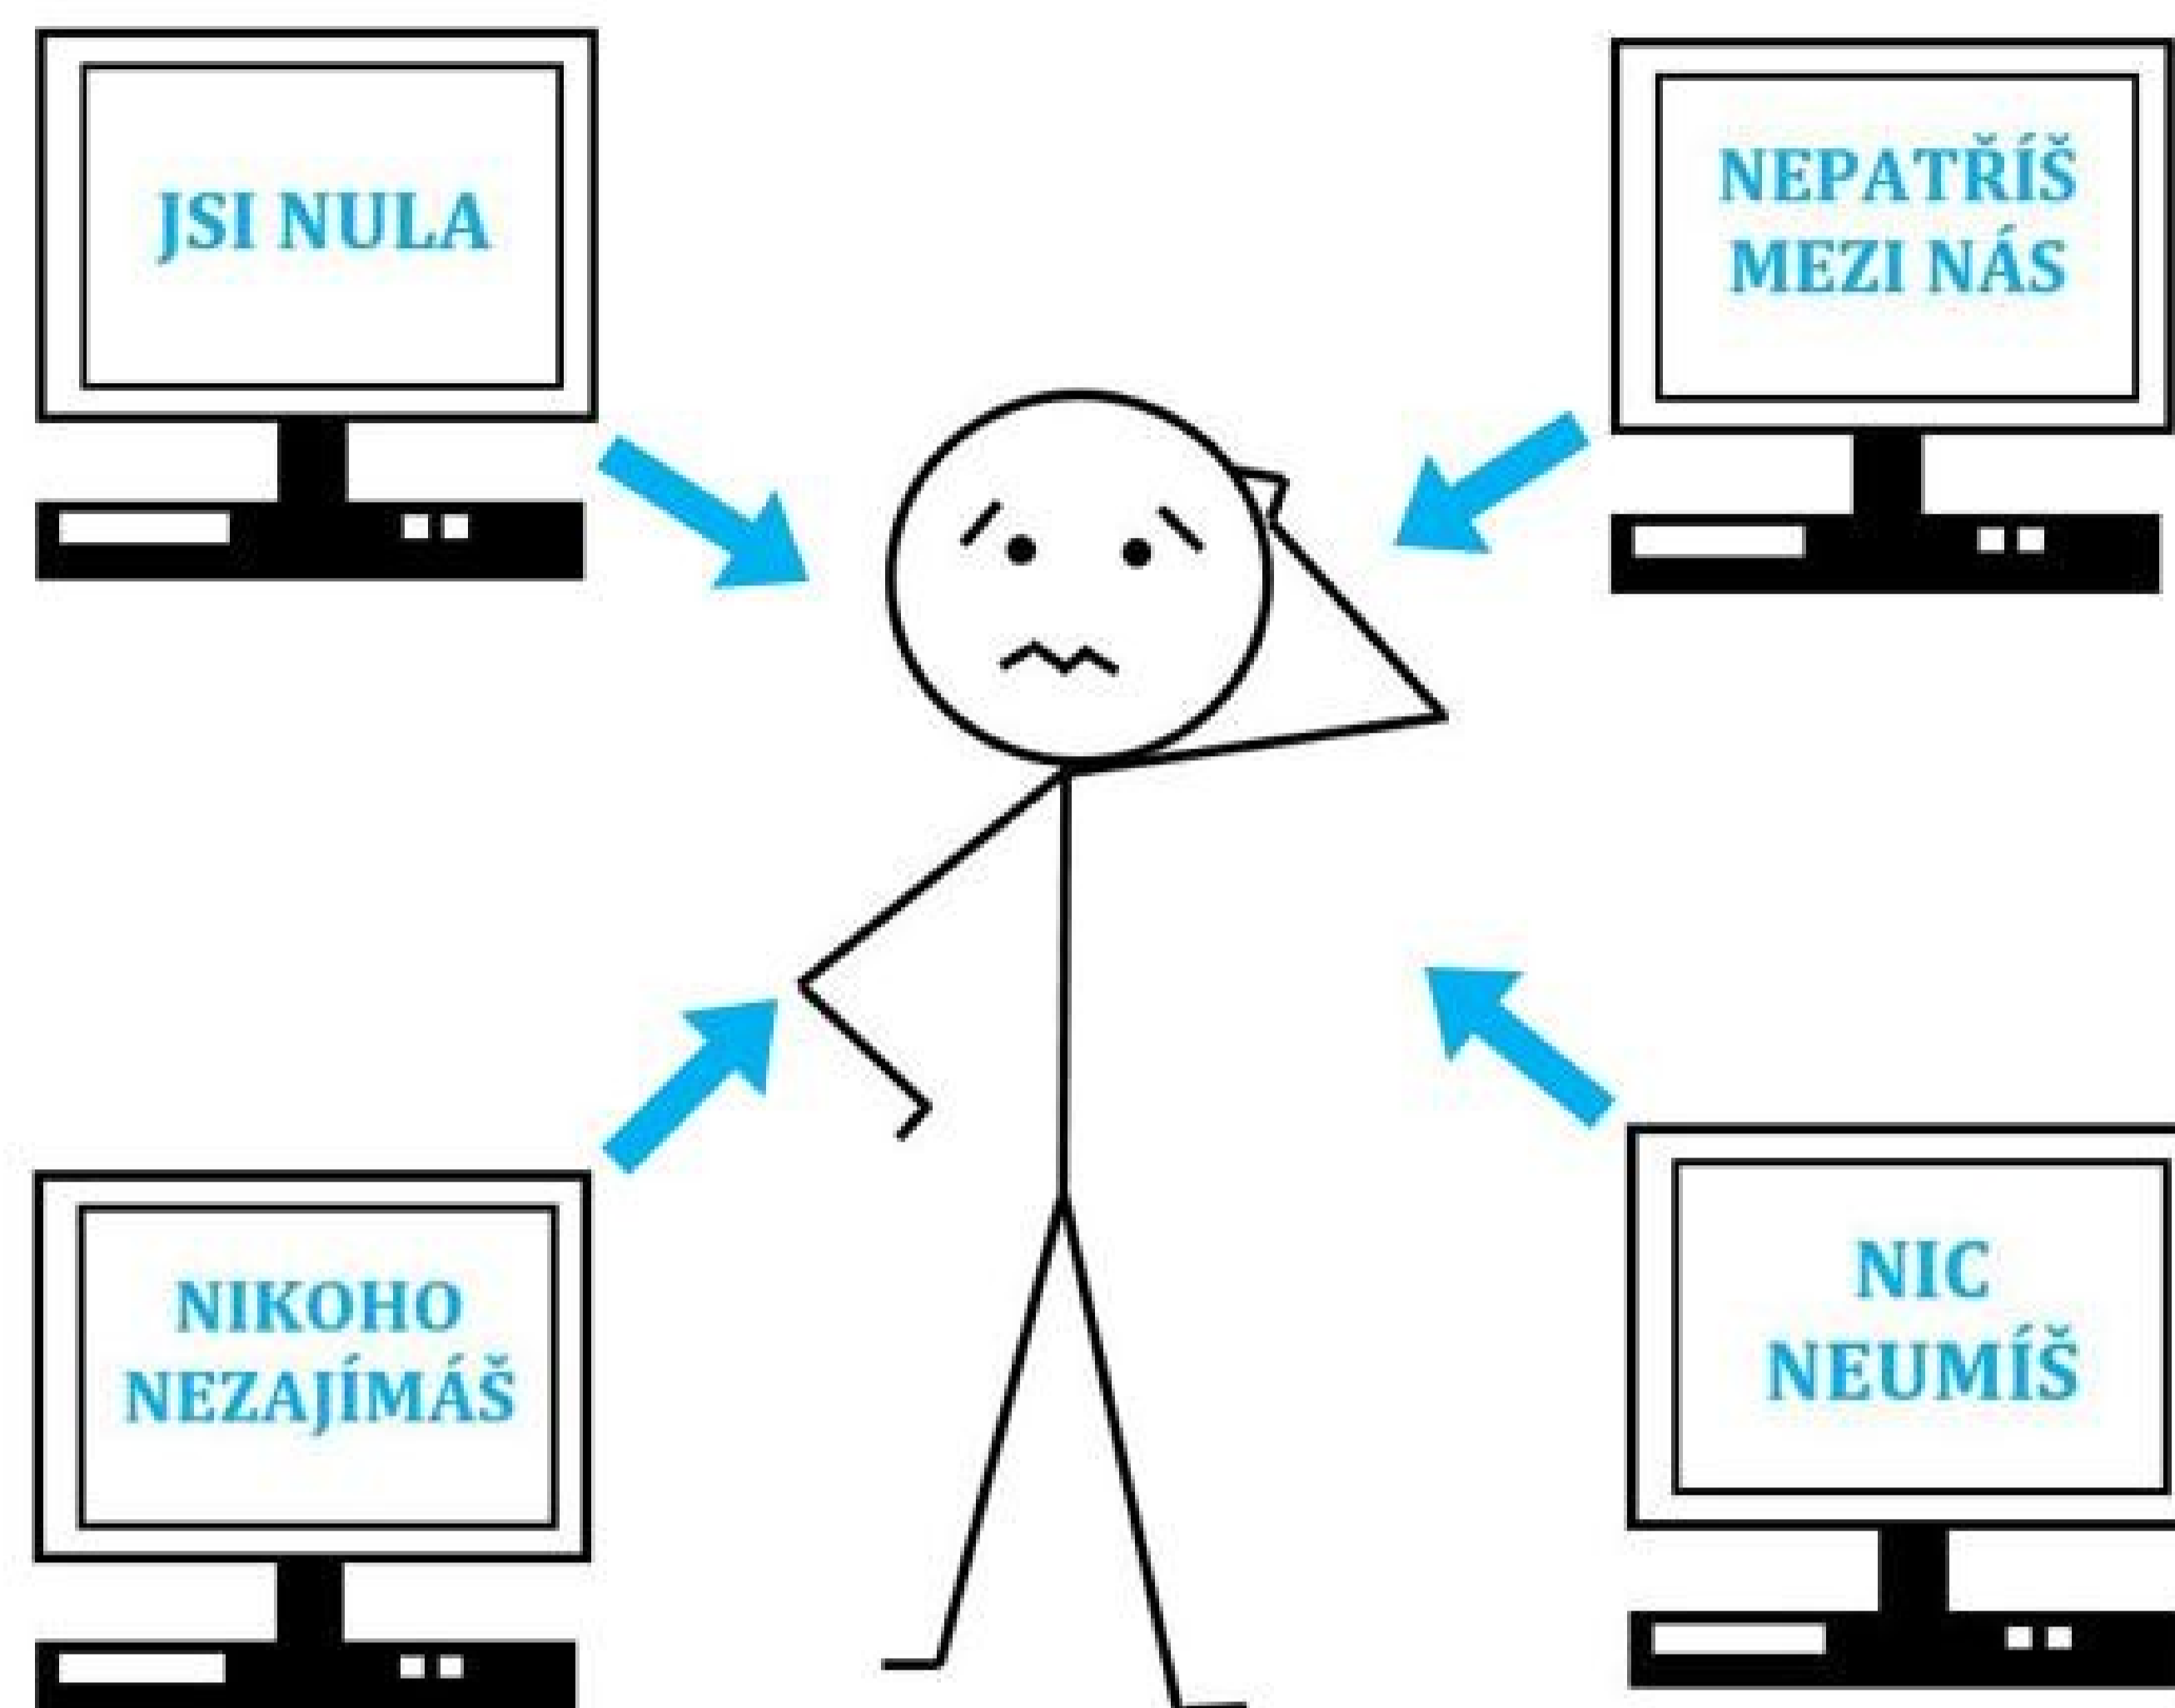 JSI NULA
NEPATŘÍŠ
MEZI NÁS
NIKOHO
NEZAJÍMÁŠ
NIC
NEUMÍŠ